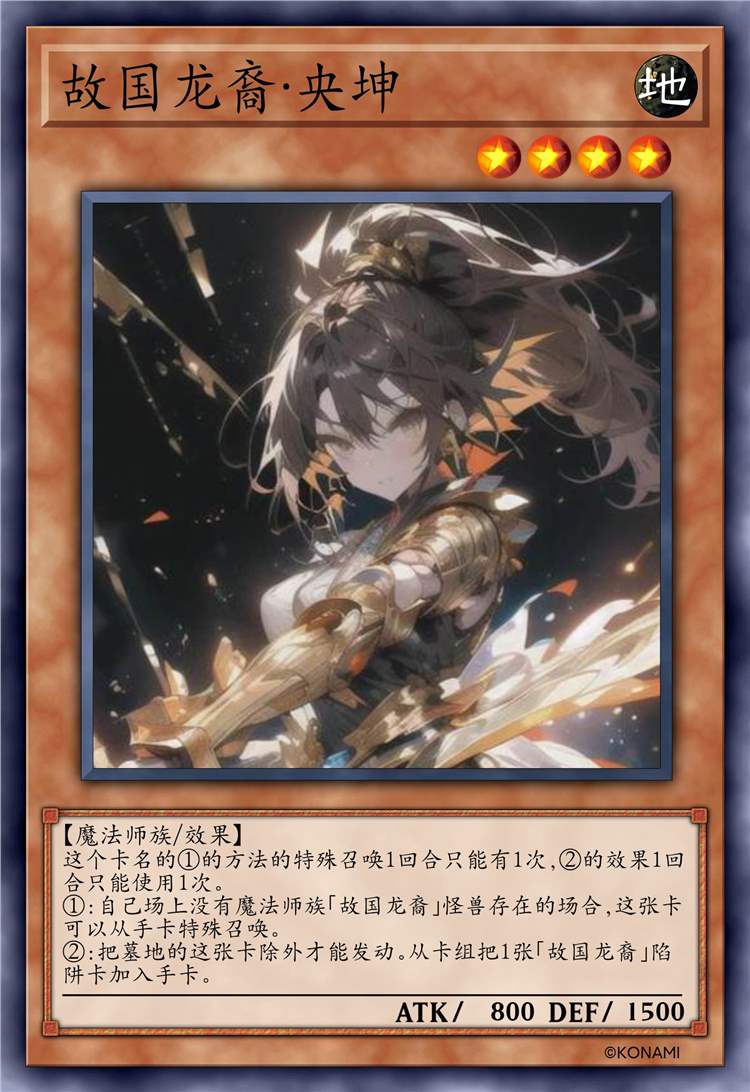 故国龙裔·央坤
地
【魔法师族/效果】
这个卡名的①的方法的特殊召唤1回合只能有1次,②的效果1回
合只能使用1次。
①:自己场上没有魔法师族「故国龙裔」怪兽存在的场合,这张卡
可以从手卡特殊召唤。
②:把墓地的这张卡除外才能发动。从卡组把1张「故国龙裔」陷
阱卡加入手卡。
ATK/ 800 DEF/ 1500
©KONAMI